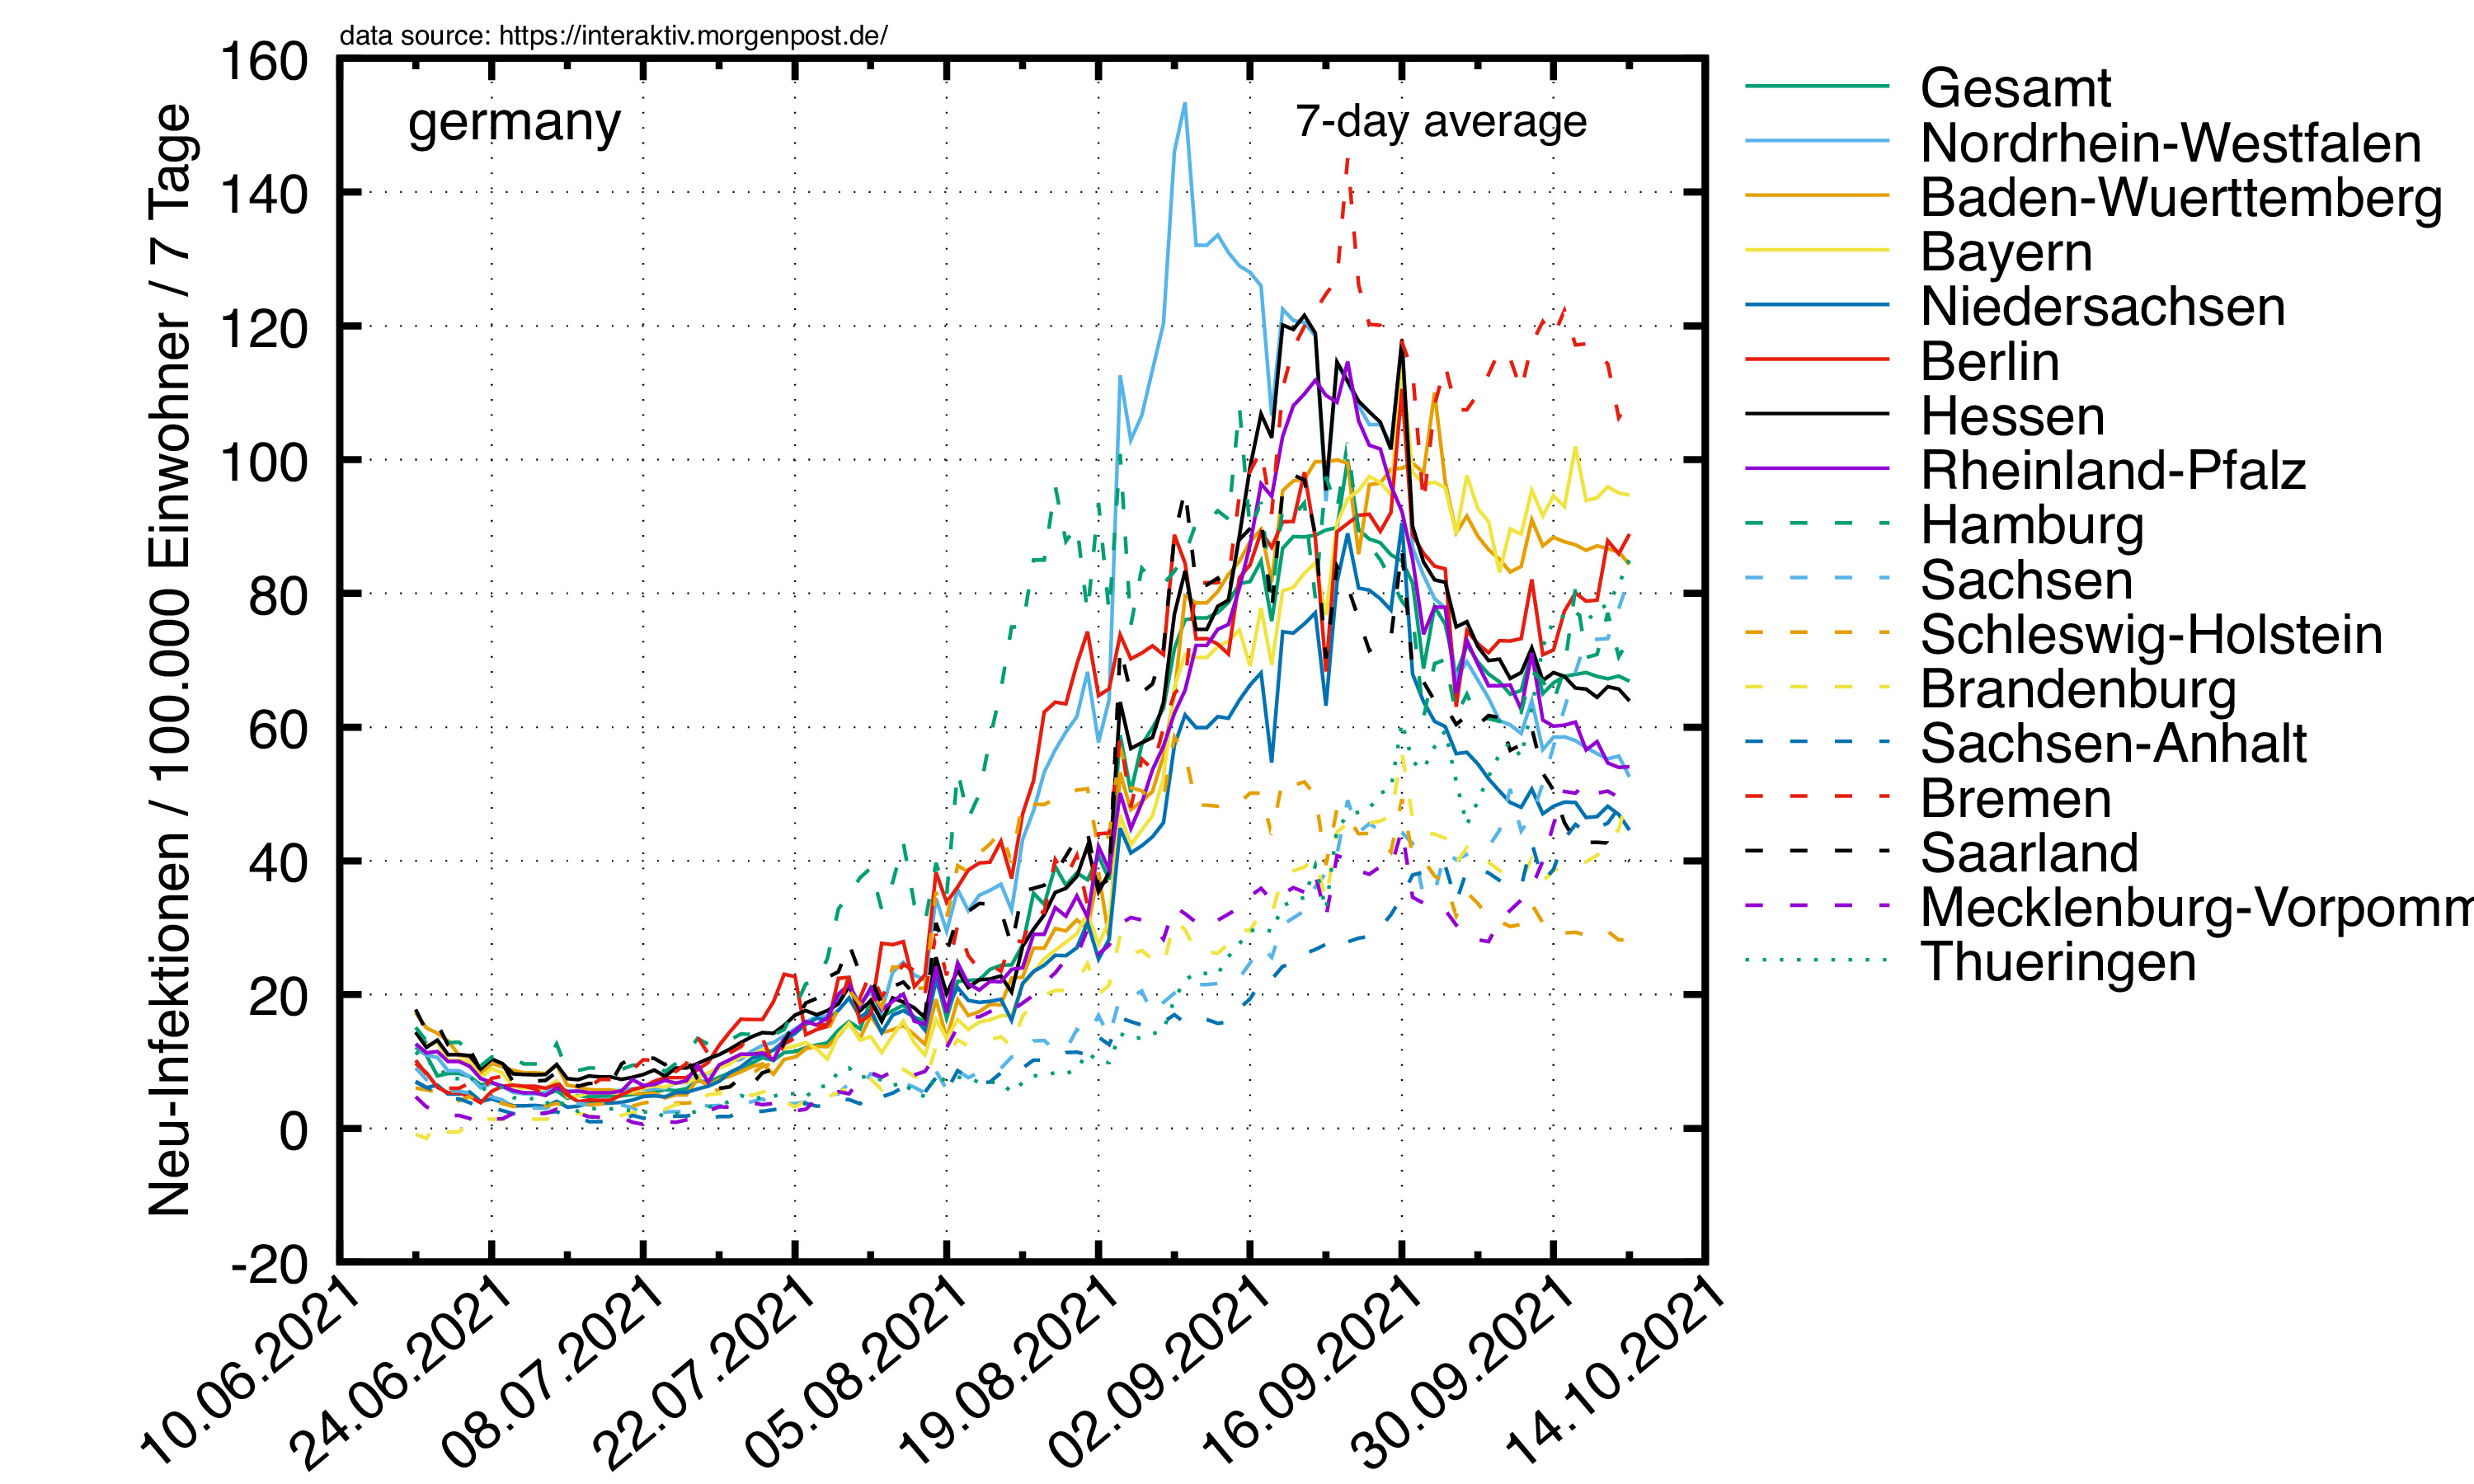 data source: https://interaktiv.morgenpost.de/
germany
7-day average
Neu-Infektionen / 100.000 Einwohner / 7 Tage
160
140
120
100
80
60
40
20
0
-20
10.06.2021
24.06.2021
08.07.2021
22.07.2021
05.08.2021
19.08.2021
02.09.2021
16.09.2021
30.09.2021
14.10.2021
Gesamt
Nordrhein-Westfalen
Baden-Wuerttemberg
Bayern
Niedersachsen
Berlin
Hessen
Rheinland-Pfalz
Hamburg
Sachsen
Schleswig-Holstein
Brandenburg
Sachsen-Anhalt
Bremen
Saarland
Mecklenburg-Vorpomm
Thueringen